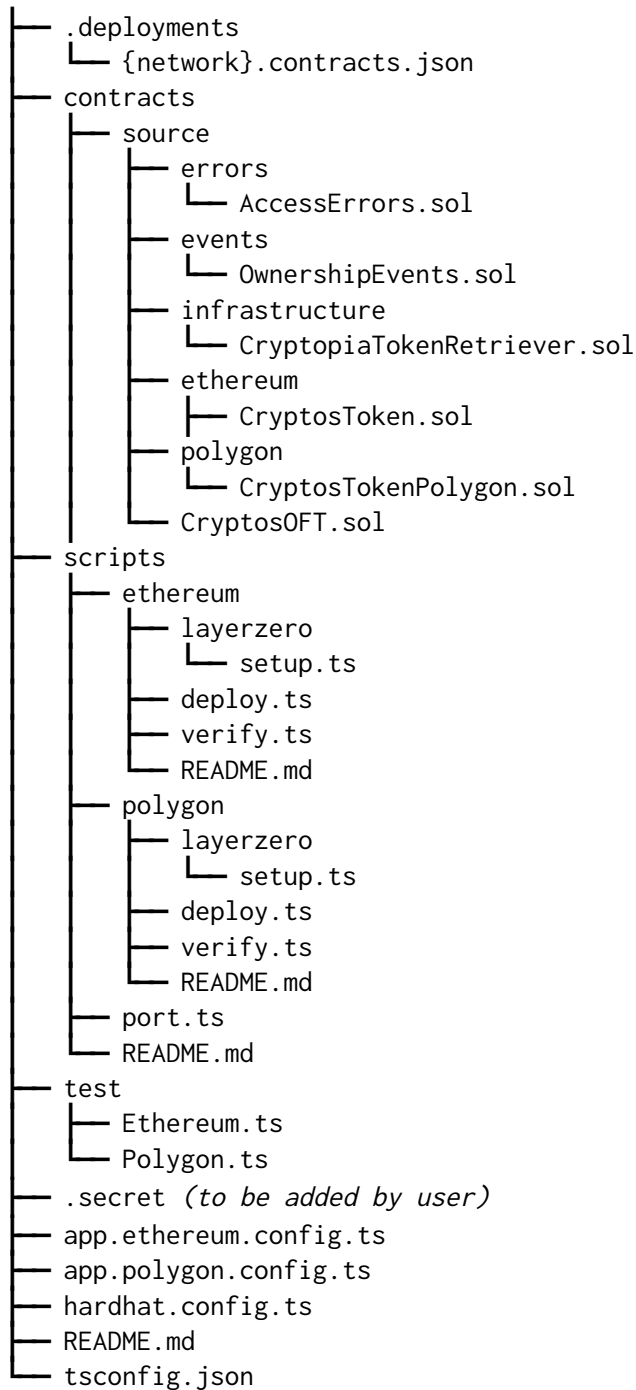 .deployments
{network}.contracts.json
contracts
source
errors
AccessErrors.sol
events
OwnershipEvents.sol
infrastructure
CryptopiaTokenRetriever.sol
ethereum
CryptosToken.sol
polygon
CryptosTokenPolygon.sol
CryptosOFT.sol
scripts
ethereum
layerzero
setup.ts
deploy.ts
verify.ts
README.md
polygon
layerzero
setup.ts
deploy.ts
verify.ts
README.md
port.ts
README.md
test
Ethereum.ts
Polygon.ts
.secret (to be added by user)
app.ethereum.config.ts
app.polygon.config.ts
hardhat.config.ts
README.md
tsconfig.json